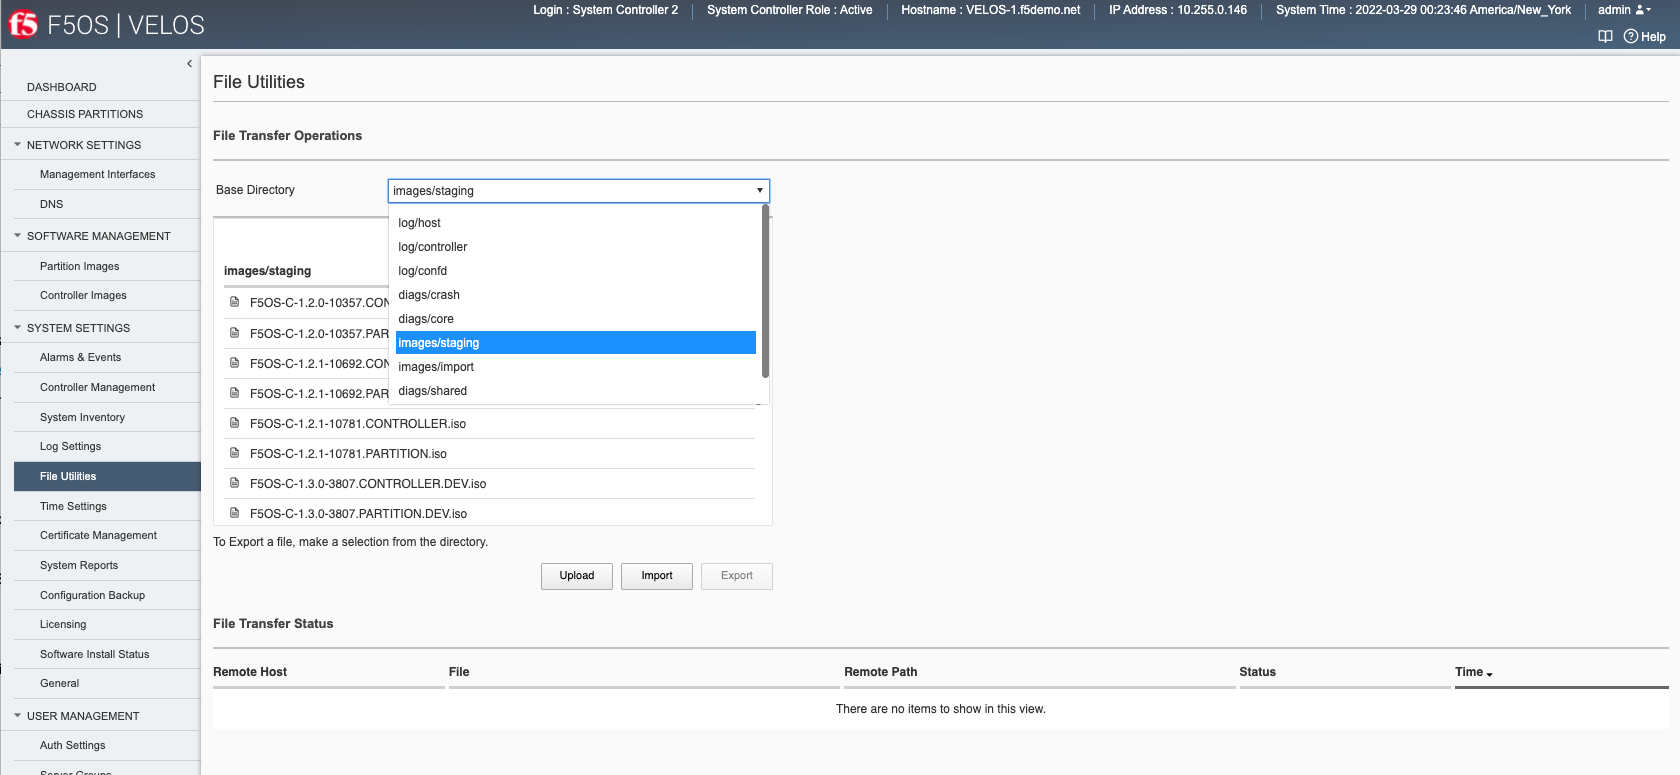 Login : System Controller 2 System Controller Role : Active Hostname : VELOS-1.f5demo.net IP Address : 10.255.0.146 System Time : 2022-03-29 00:23:46 America/New_York admin
f5 F5OS | VELOS
Help
DASHBOARD
CHASSIS PARTITIONS
NETWORK SETTINGS
Management Interfaces
DNS
SOFTWARE MANAGEMENT
Partition Images
Controller Images
SYSTEM SETTINGS
Alarms & Events
Controller Management
System Inventory
Log Settings
File Utilities
Time Settings
Certificate Management
System Reports
Configuration Backup
Licensing
Software Install Status
General
USER MANAGEMENT
Auth Settings
Server Groups
File Utilities
File Transfer Operations
Base Directory images/staging
log/host
log/controller
log/confd
diags/crash
diags/core
images/staging
images/import
diags/shared
images/staging
F5OS-C-1.2.0-10357.CON
F5OS-C-1.2.0-10357.PAR
F5OS-C-1.2.1-10692.CON
F5OS-C-1.2.1-10692.PAR
F5OS-C-1.2.1-10781.CONTROLLER.iso
F5OS-C-1.2.1-10781.PARTITION.iso
F5OS-C-1.3.0-3807.CONTROLLER.DEV.iso
F5OS-C-1.3.0-3807.PARTITION.DEV.iso
To Export a file, make a selection from the directory.
Upload Import Export
File Transfer Status
Remote Host File Remote Path Status Time
There are no items to show in this view.